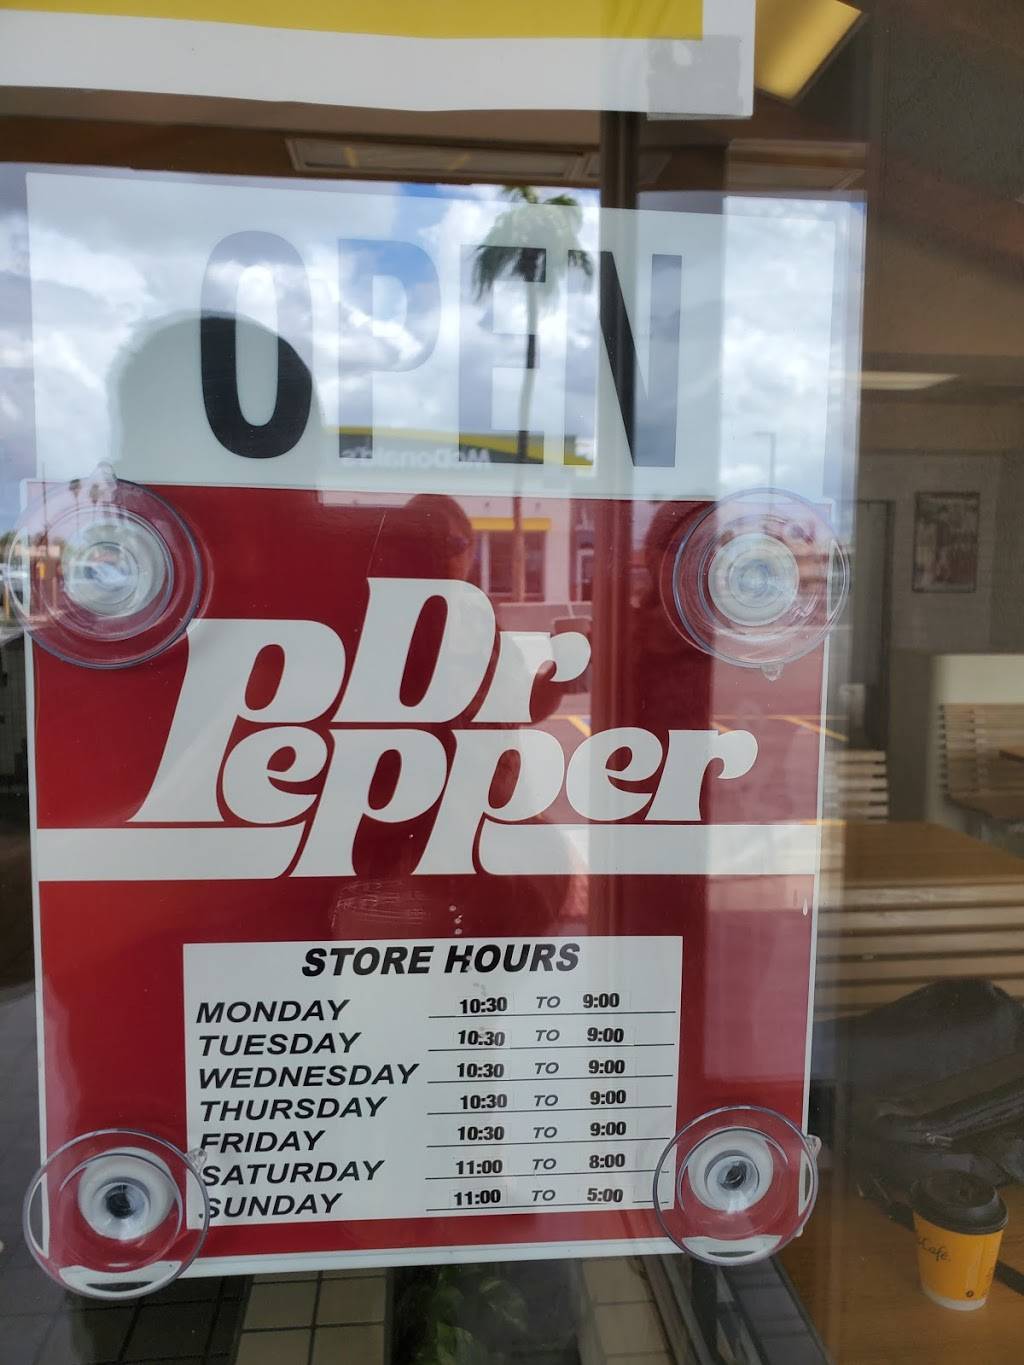 OPEN
McDonald's
Dr
Pepper
STORE HOURS
MONDAY 10:30 TO 9:00
TUESDAY 10:30 TO 9:00
WEDNESDAY 10:30 TO 9:00
THURSDAY 10:30 TO 9:00
FRIDAY 10:30 TO 9:00
SATURDAY 11:00 TO 8:00
SUNDAY 11:00 TO 5:00
McCafé